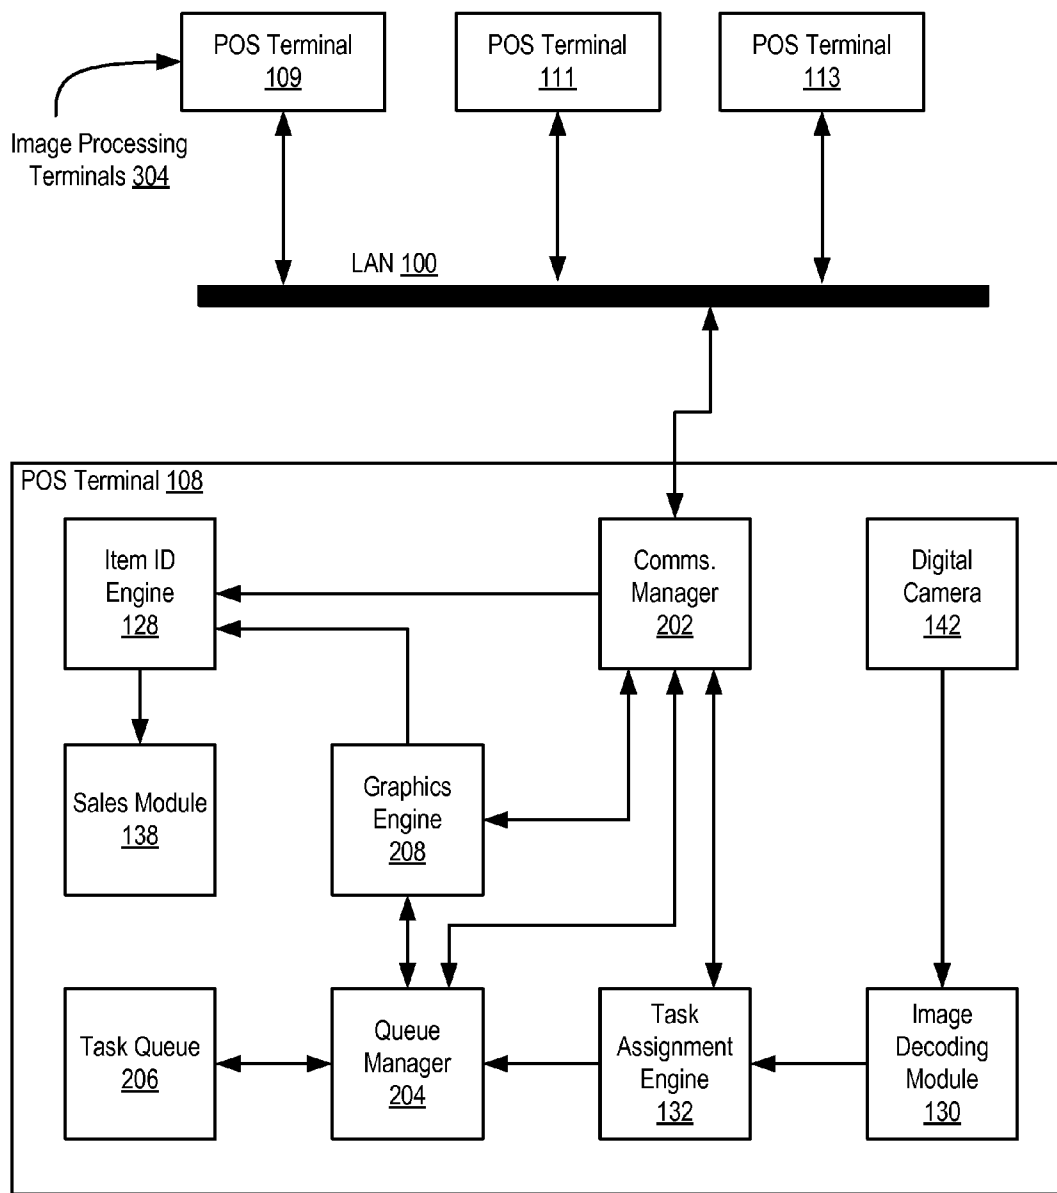 POS Terminal
109
POS Terminal
111
POS Terminal
113
Image Processing
Terminals 304
LAN 100
POS Terminal 108
Item ID
Engine
128
Comms.
Manager
202
Digital
Camera
142
Sales Module
138
Graphics
Engine
208
Task Queue
206
Queue
Manager
204
Task
Assignment
Engine
132
Image
Decoding
Module
130